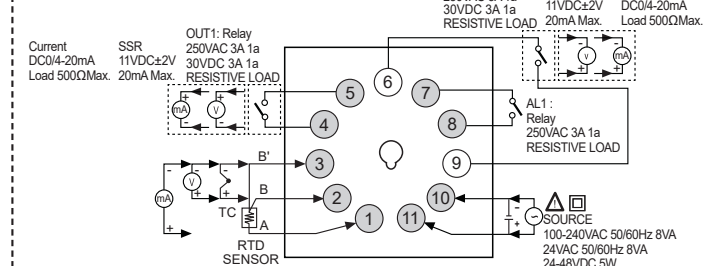 30VDC 3A 1a
RESISTIVE LOAD
11VDC±2V
20mA Max.
DC0/4-20mA
Load 500ΩMax.
Current
DC0/4-20mA
Load 500ΩMax.
SSR
11VDC±2V
20mA Max.
OUT1: Relay
250VAC 3A 1a
30VDC 3A 1a
RESISTIVE LOAD
V
mA
mA
V
5
4
6
7
8
AL1 :
Relay
250VAC 3A 1a
RESISTIVE LOAD
3
2
1
9
10
11
B'
B
A
mA
V
TC
RTD
SENSOR
SOURCE
100-240VAC 50/60Hz 8VA
24VAC 50/60Hz 8VA
24-48VDC 5W